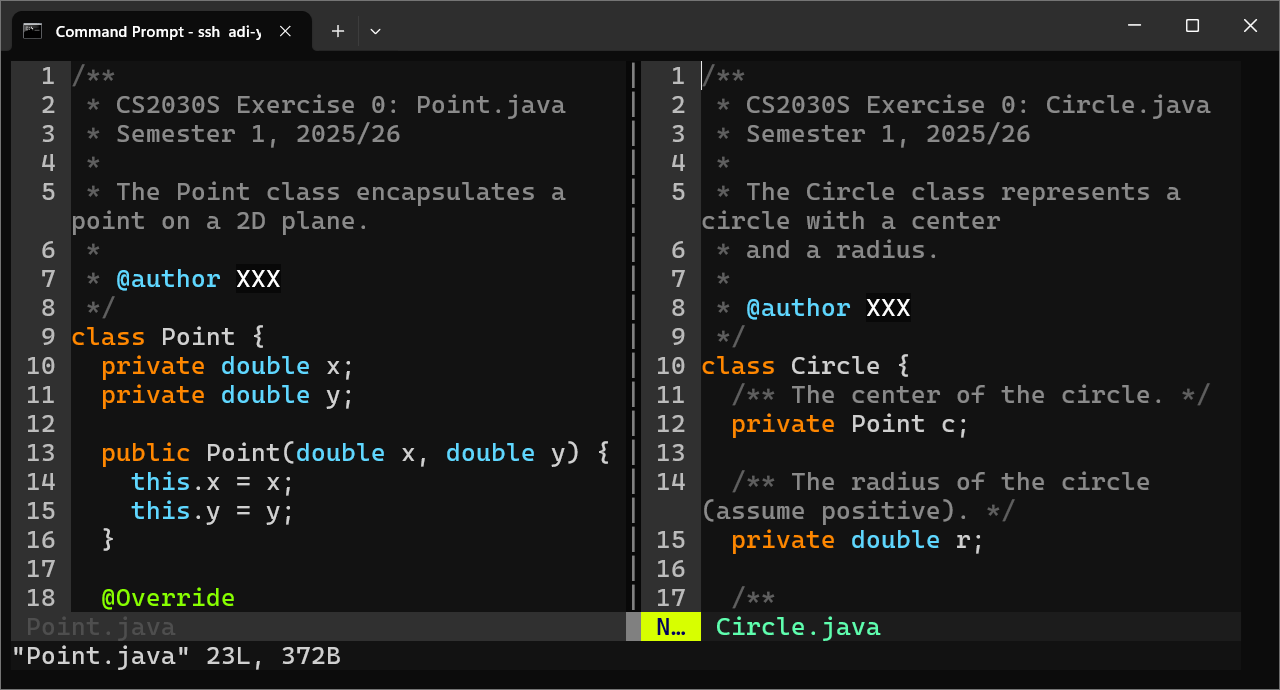 Command Prompt - ssh adi-y
1 /**
2  * CS2030S Exercise 0: Point.java
3  * Semester 1, 2025/26
4  *
5  * The Point class encapsulates a
point on a 2D plane.
6  *
7  * @author XXX
8  */
9 class Point {
10   private double x;
11   private double y;
12
13   public Point(double x, double y) {
14     this.x = x;
15     this.y = y;
16   }
17
18   @Override
Point.java
1 /**
2  * CS2030S Exercise 0: Circle.java
3  * Semester 1, 2025/26
4  *
5  * The Circle class represents a
circle with a center
6  * and a radius.
7  *
8  * @author XXX
9  */
10 class Circle {
11   /** The center of the circle. */
12   private Point c;
13
14   /** The radius of the circle
(assume positive). */
15   private double r;
16
17   /**
N… Circle.java
"Point.java" 23L, 372B